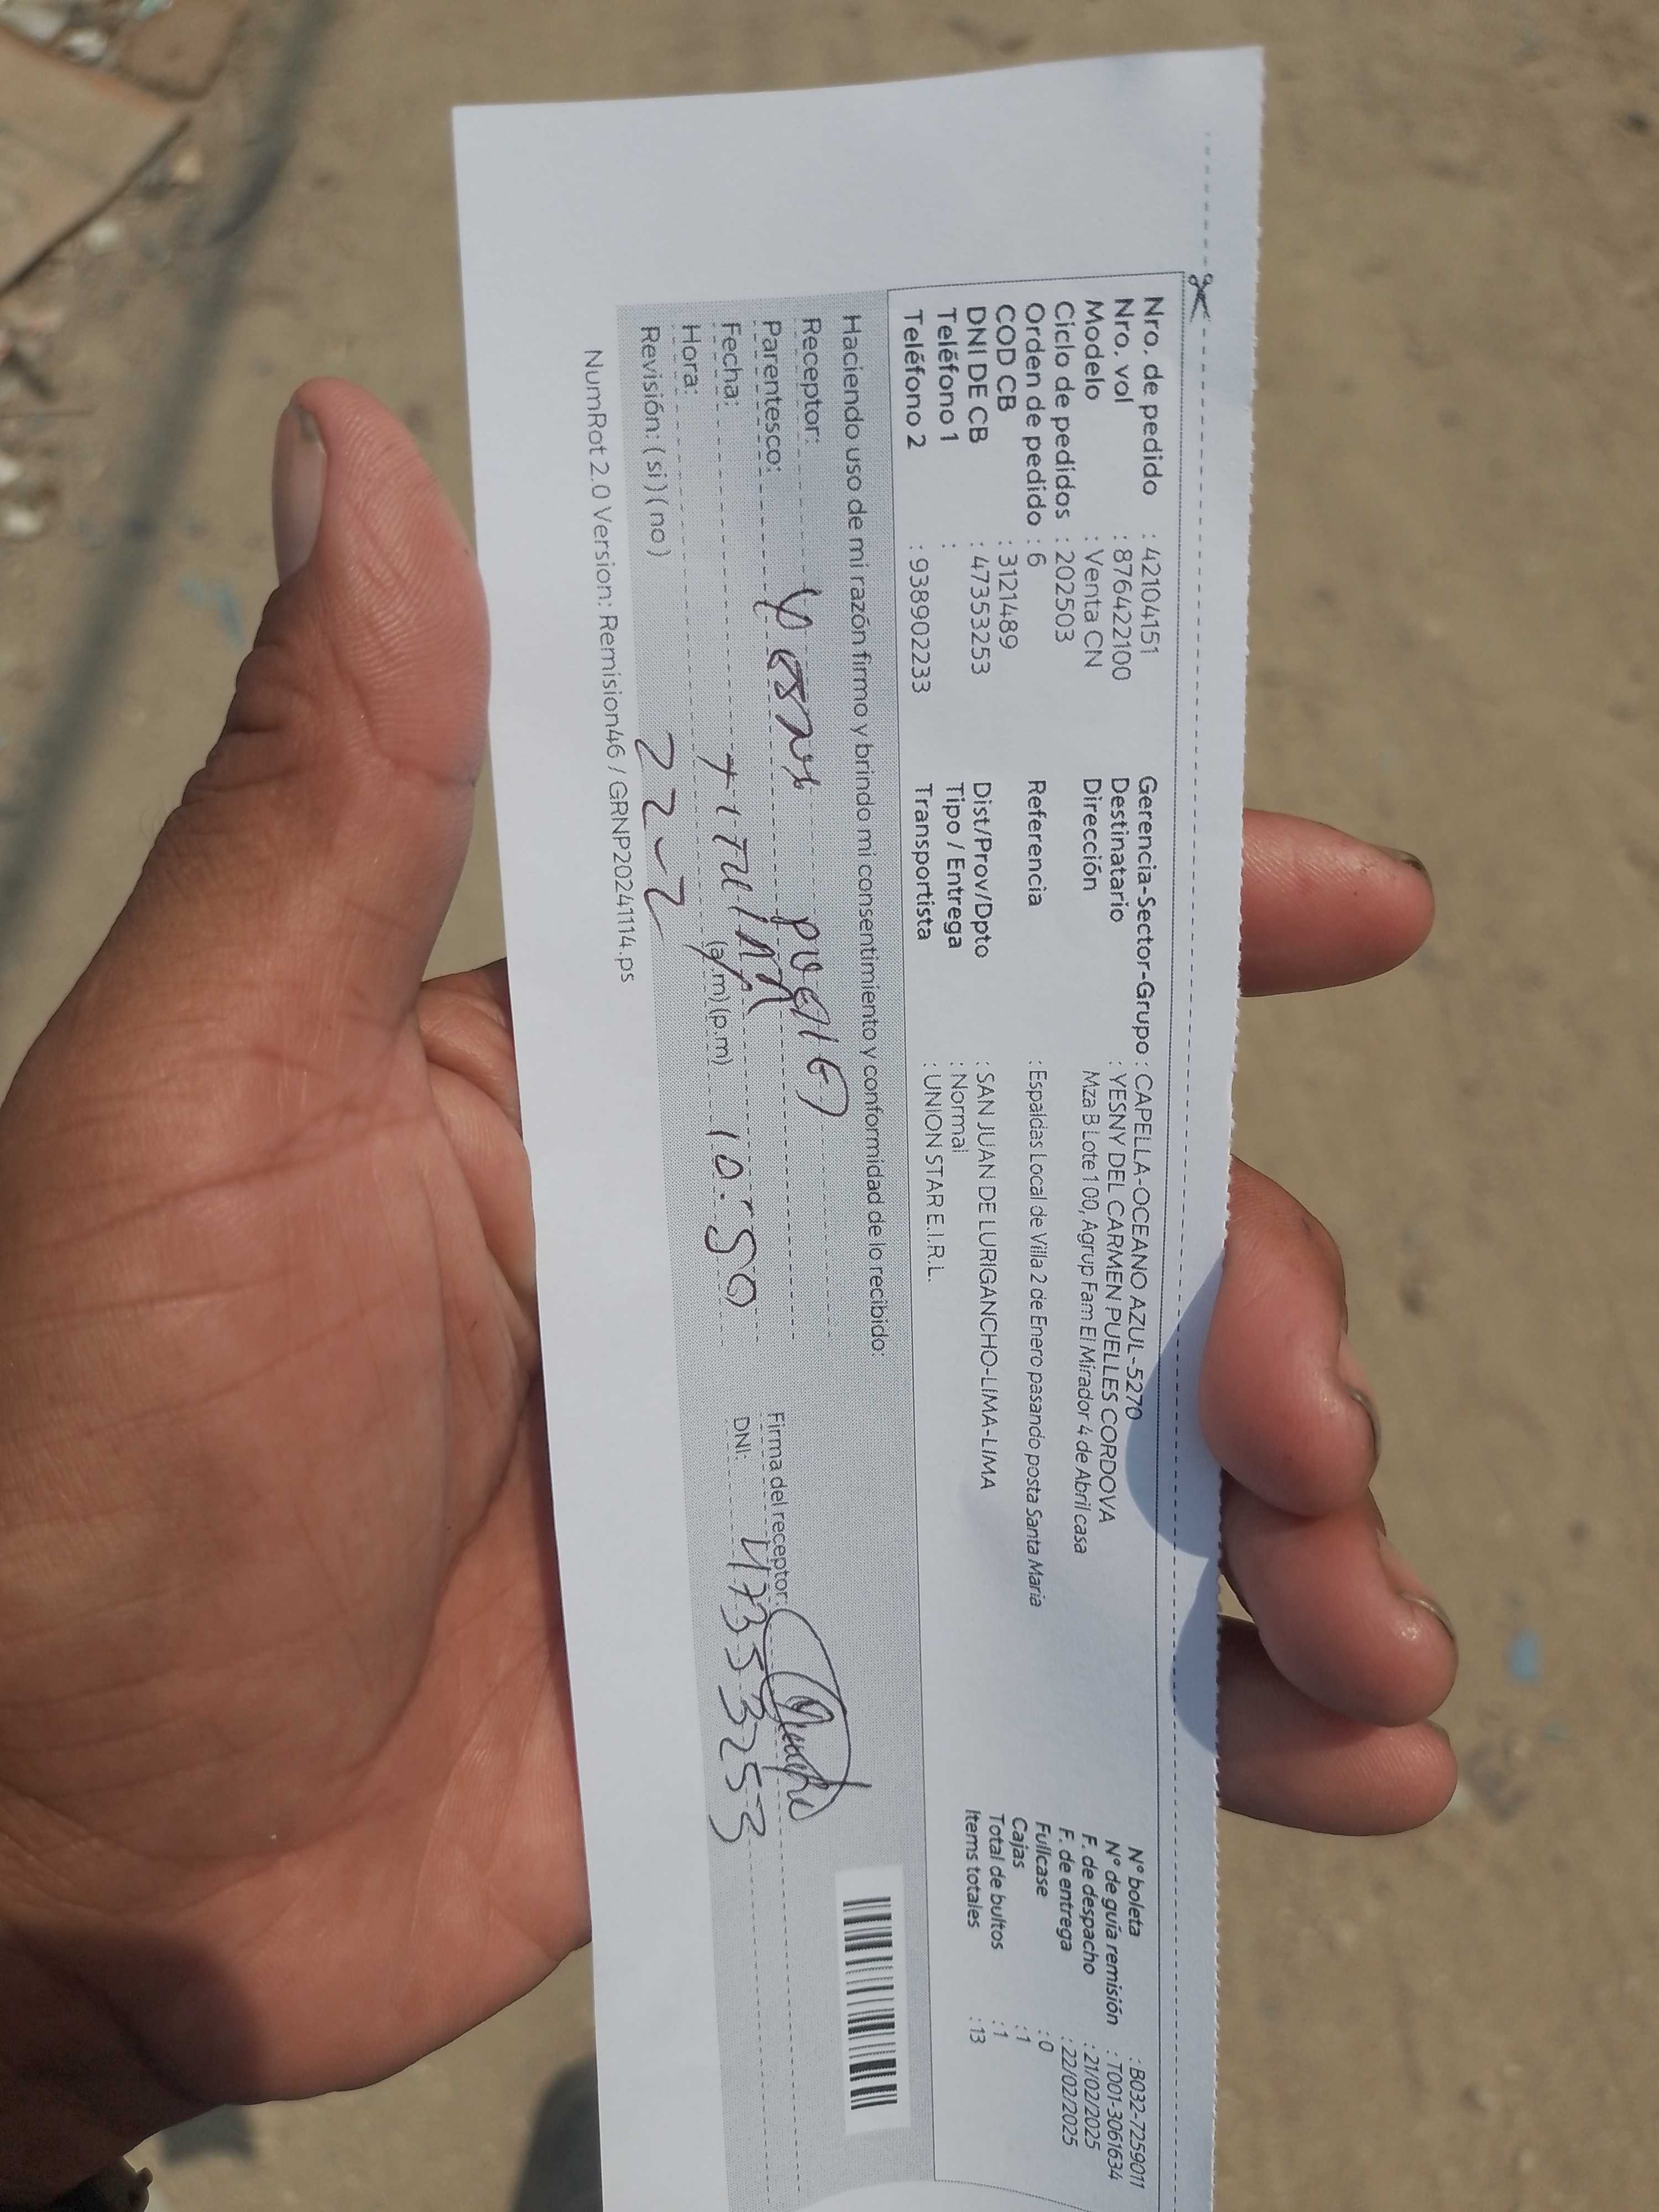 Nro. de pedido : 42104151 Gerencia-Sector-Grupo : CAPELLA-OCEANO AZUL-5270 N° boleta : B032-7259011
Nro. vol : 876422100 Destinatario : YESNY DEL CARMEN PUELLES CORDOVA N° de guía remisión : T001-3061634
Modelo : Venta CN Dirección Mza B Lote 100, Agrup Fam El Mirador 4 de Abril casa F. de despacho : 21/02/2025
Ciclo de pedidos : 202503 F. de entrega : 22/02/2025
Orden de pedido : 6 Referencia : Espaldas Local de Villa 2 de Enero pasando posta Santa Maria Fullcase : 0
COD CB : 3121489 Cajas : 1
DNI DE CB : 47353253 Dist/Prov/Dpto : SAN JUAN DE LURIGANCHO-LIMA-LIMA Total de bultos : 1
Teléfono 1 : Tipo / Entrega : Normal Items totales : 13
Teléfono 2 : 938902233 Transportista : UNION STAR E.I.R.L.
Haciendo uso de mi razón firmo y brindo mi consentimiento y conformidad de lo recibido:
Receptor:
Parentesco: Firma del receptor:
Fecha: DNI: 47353253
Hora: (a.m) (p.m) 10:50
Revisión: (si) (no) 22-2
NumRot 2.0 Version: Remision46 / GRNP20241114.ps